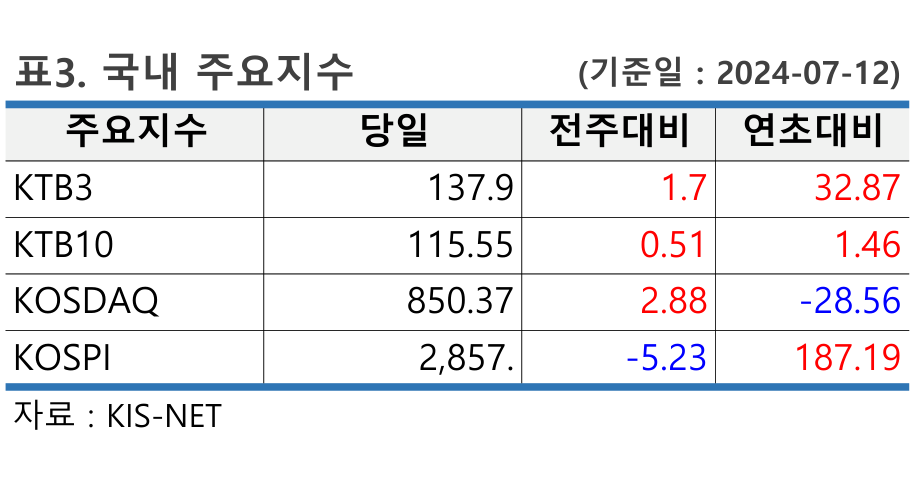 표3. 국내 주요지수 (기준일 : 2024-07-12)
주요지수 당일 전주대비 연초대비
KTB3 137.9 1.7 32.87
KTB10 115.55 0.51 1.46
KOSDAQ 850.37 2.88 -28.56
KOSPI 2,857. -5.23 187.19
자료 : KIS-NET